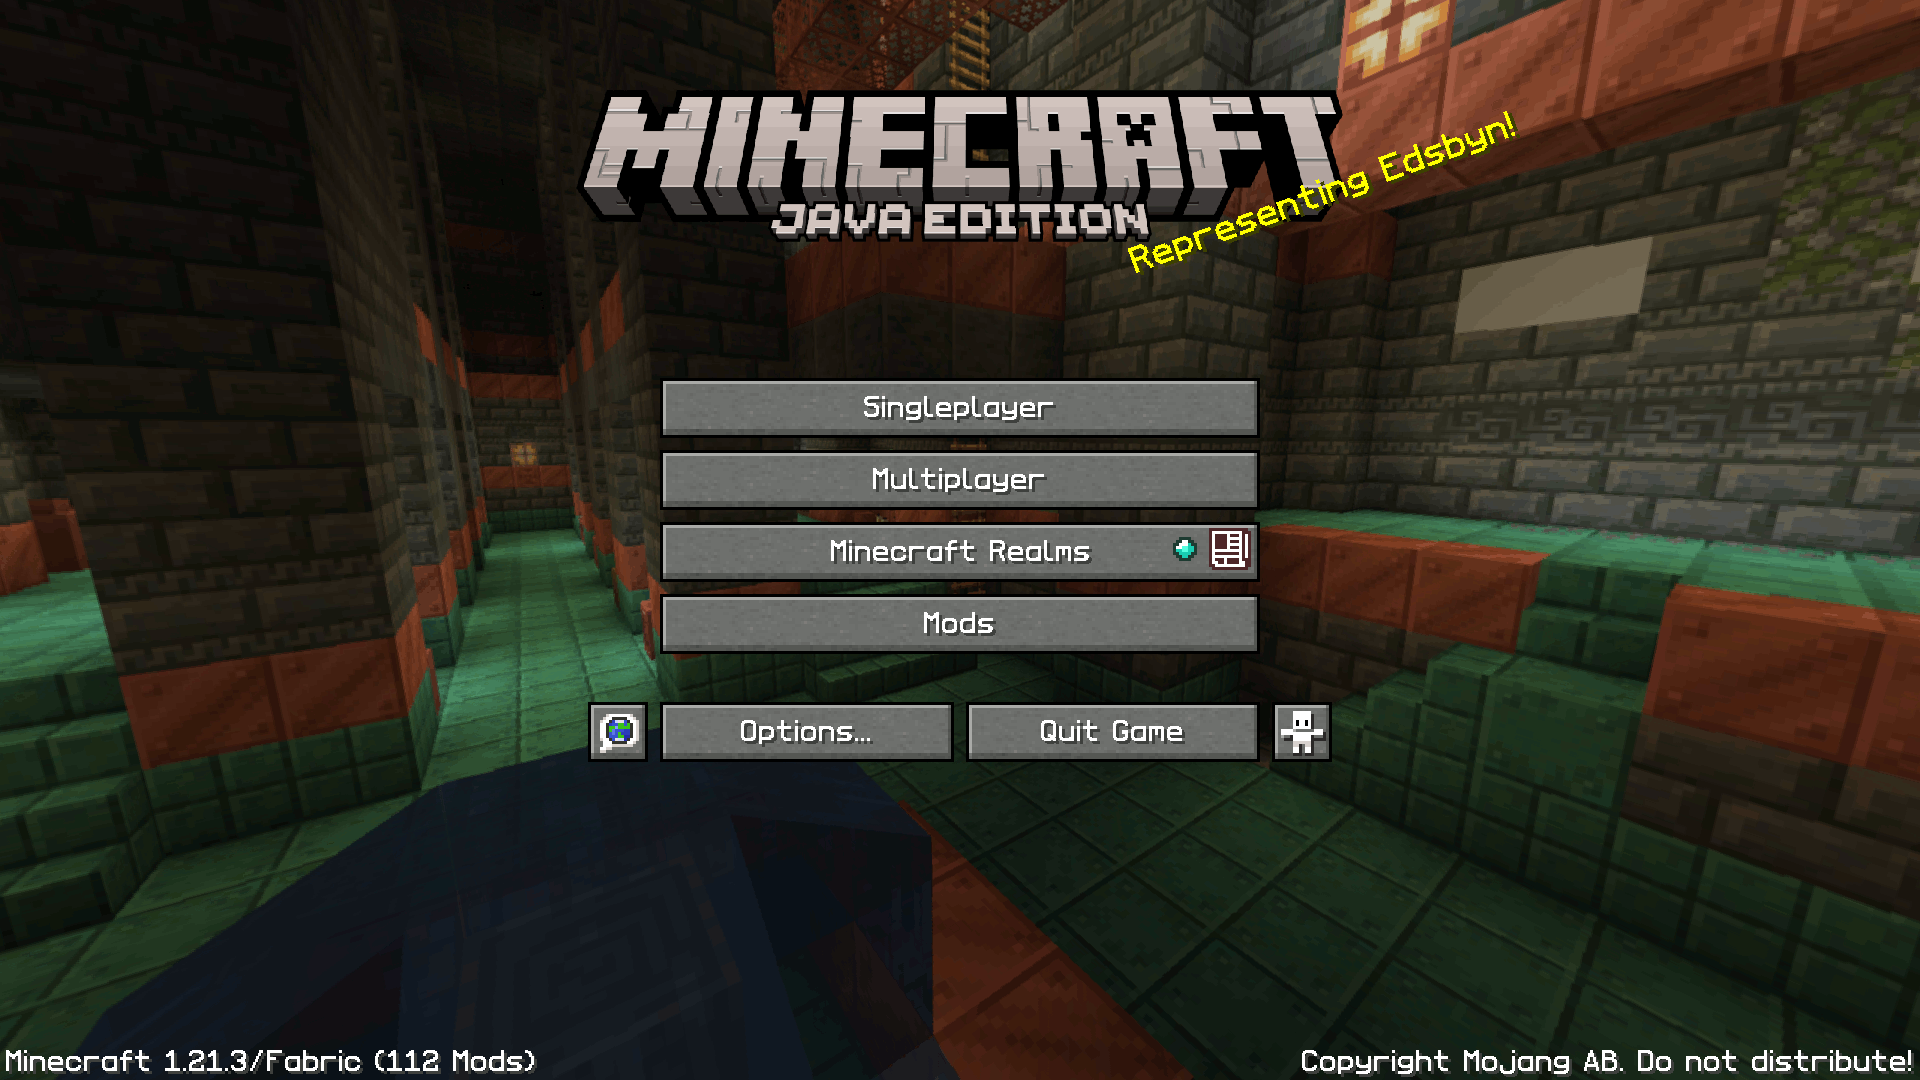 MINECRAFT
JAVA EDITION
Representing Edsbyn!
Singleplayer
Multiplayer
Minecraft Realms
Mods
Options...
Quit Game
Minecraft 1.21.3/Fabric (112 Mods)
Copyright Mojang AB. Do not distribute!